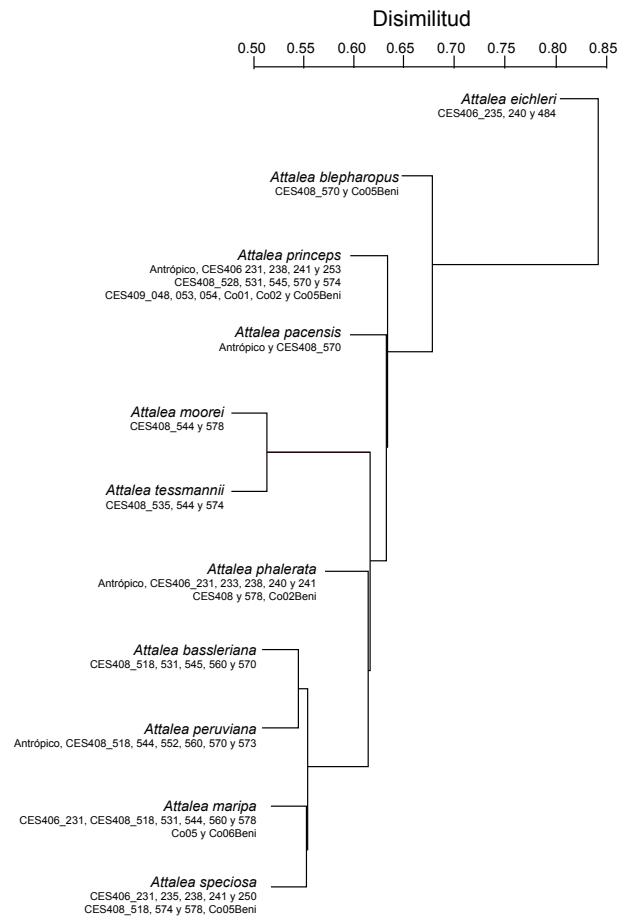 Disimilitud
0.50 0.55 0.60 0.65 0.70 0.75 0.80 0.85
Attalea eichleri
CES406_235, 240 y 484
Attalea blepharopus
CES408_570 y Co05Beni
Attalea princeps
Antrópico, CES406 231, 238, 241 y 253
CES408_528, 531, 545, 570 y 574
CES409_048, 053, 054, Co01, Co02 y Co05Beni
Attalea pacensis
Antrópico y CES408_570
Attalea moorei
CES408_544 y 578
Attalea tessmannii
CES408_535, 544 y 574
Attalea phalerata
Antrópico, CES406_231, 233, 238, 240 y 241
CES408 y 578, Co02Beni
Attalea bassleriana
CES408_518, 531, 545, 560 y 570
Attalea peruviana
Antrópico, CES408_518, 544, 552, 560, 570 y 573
Attalea maripa
CES406_231, CES408_518, 531, 544, 560 y 578
Co05 y Co06Beni
Attalea speciosa
CES406_231, 235, 238, 241 y 250
CES408_518, 574 y 578, Co05Beni